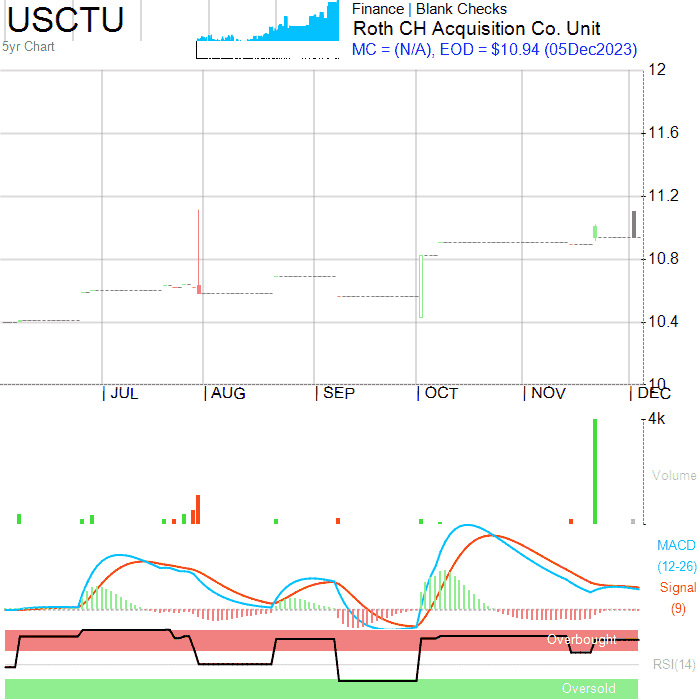 USCTU
5yr Chart
Finance | Blank Checks
Roth CH Acquisition Co. Unit
MC = (N/A), EOD = $10.94 (05Dec2023)
12
11.6
11.2
10.8
10.4
10
| JUL | AUG | SEP | OCT | NOV | DEC
4k
Volume
MACD
(12-26)
Signal
(9)
Overbought
RSI(14)
Oversold